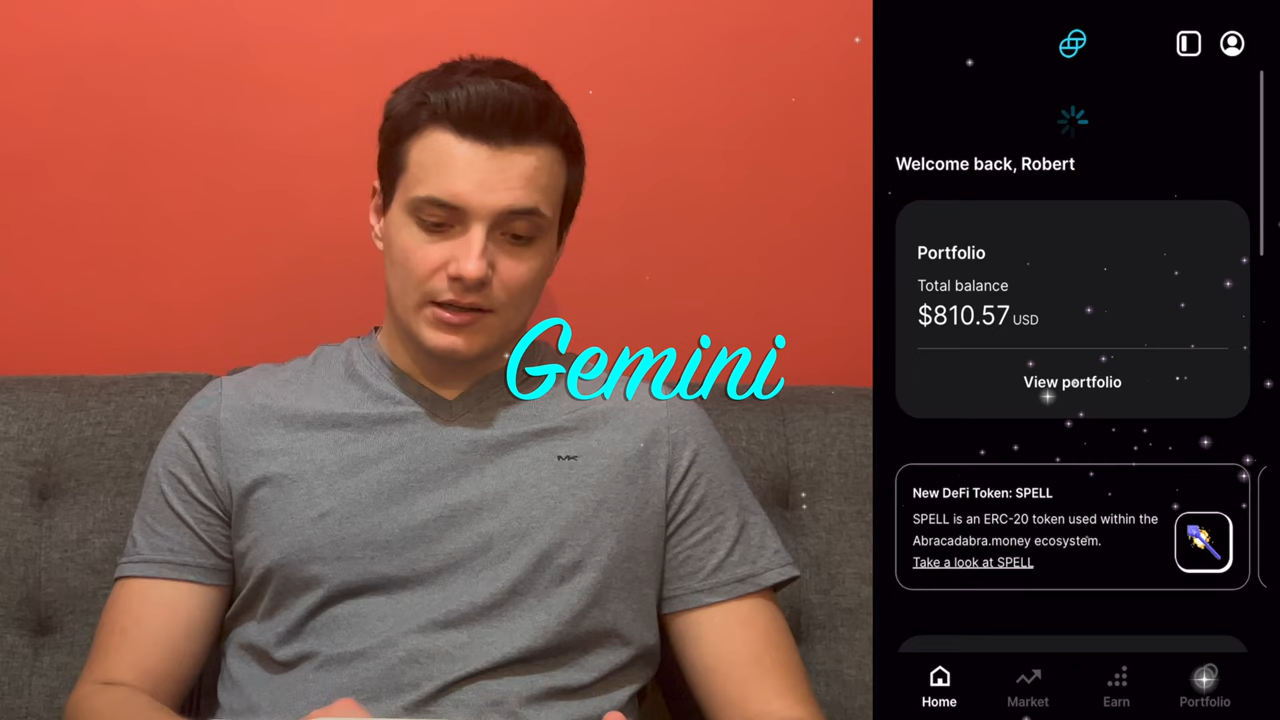 Gemini
MK
Welcome back, Robert
Portfolio
Total balance
$810.57 USD
View portfolio
New DeFi Token: SPELL
SPELL is an ERC-20 token used within the
Abracadabra.money ecosystem.
Take a look at SPELL
Home
Market
Earn
Portfolio